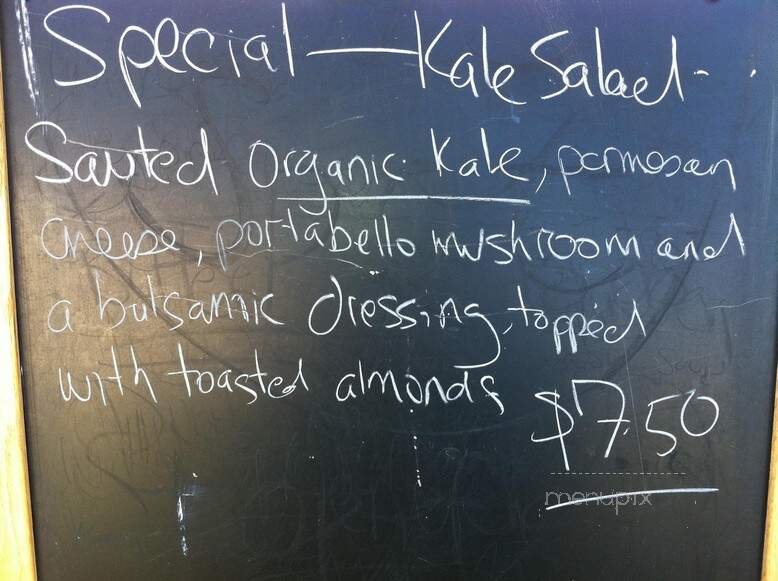 Special — Kale Salad
Sauted Organic Kale, parmesan
cheese, portabello mushroom and
a balsamic dressing, topped
with toasted almonds
$7.50
menupix